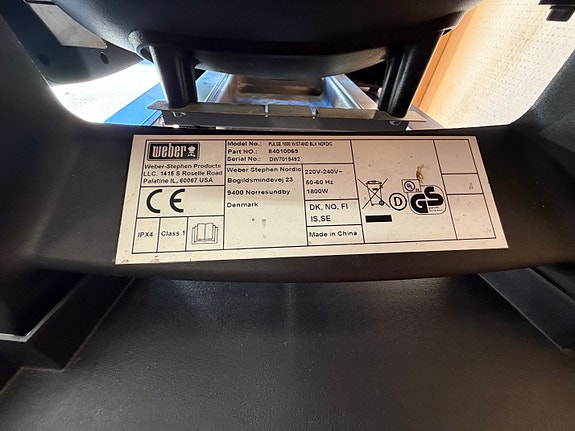 weber
Weber-Stephen Products
LLC. 1415 S Roselle Road
Palatine IL, 60067 USA
CE
IPX4
Class 1
Model No.: PULSE 1000 W/STAND BLK NORDIC
Part NO.: 84010069
Serial No.: DW7019492
Weber Stephen Nordic
Bogildsmindevej 23
9400 Norresundby
Denmark
220V-240V~
50-60 Hz
1800W
DK, NO, FI
IS,SE
Made in China
D
GS